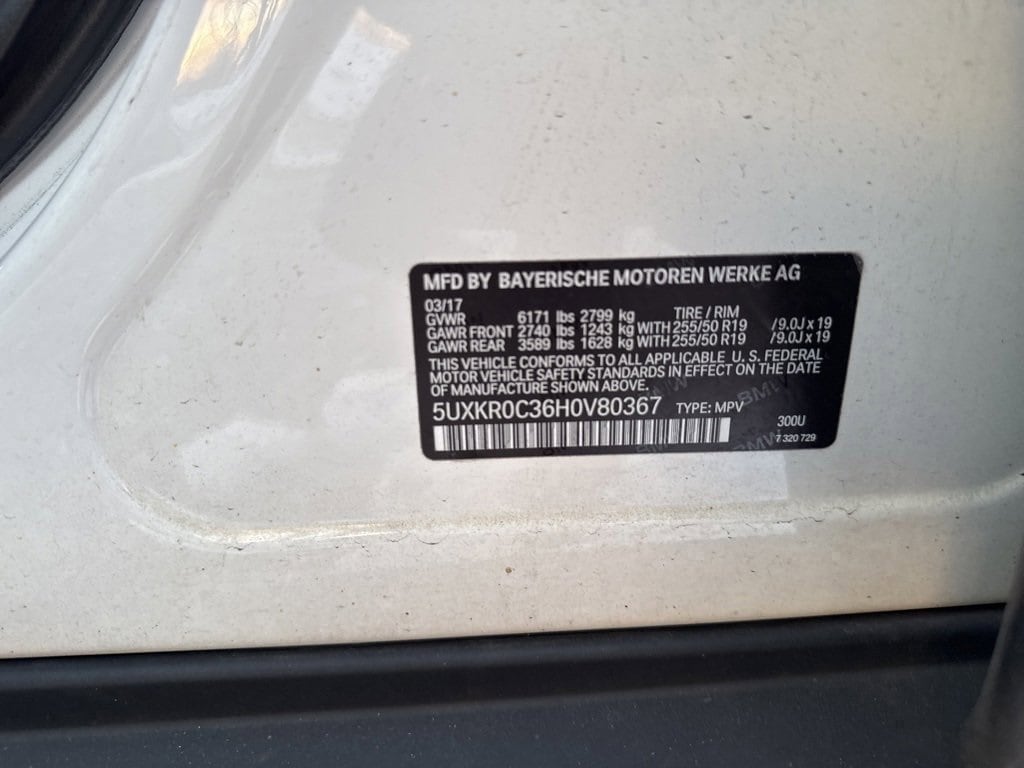 MFD BY BAYERISCHE MOTOREN WERKE AG
03/17 TIRE / RIM
GVWR 6171 lbs 2799 kg
GAWR FRONT 2740 lbs 1243 kg WITH 255/50 R19 /9.0J x 19
GAWR REAR 3589 lbs 1628 kg WITH 255/50 R19 /9.0J x 19
THIS VEHICLE CONFORMS TO ALL APPLICABLE U. S. FEDERAL
MOTOR VEHICLE SAFETY STANDARDS IN EFFECT ON THE DATE
OF MANUFACTURE SHOWN ABOVE.
5UXKR0C36H0V80367 TYPE: MPV
300U
7 320 729
BMW
BMW